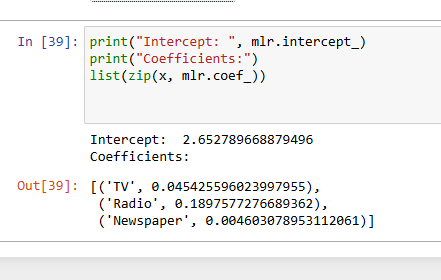 In [39]: print("Intercept: ", mlr.intercept_)
print("Coefficients:")
list(zip(x, mlr.coef_))
Intercept:  2.652789668879496
Coefficients:
Out[39]: [('TV', 0.045425596023997955),
('Radio', 0.1897577276689362),
('Newspaper', 0.004603078953112061)]